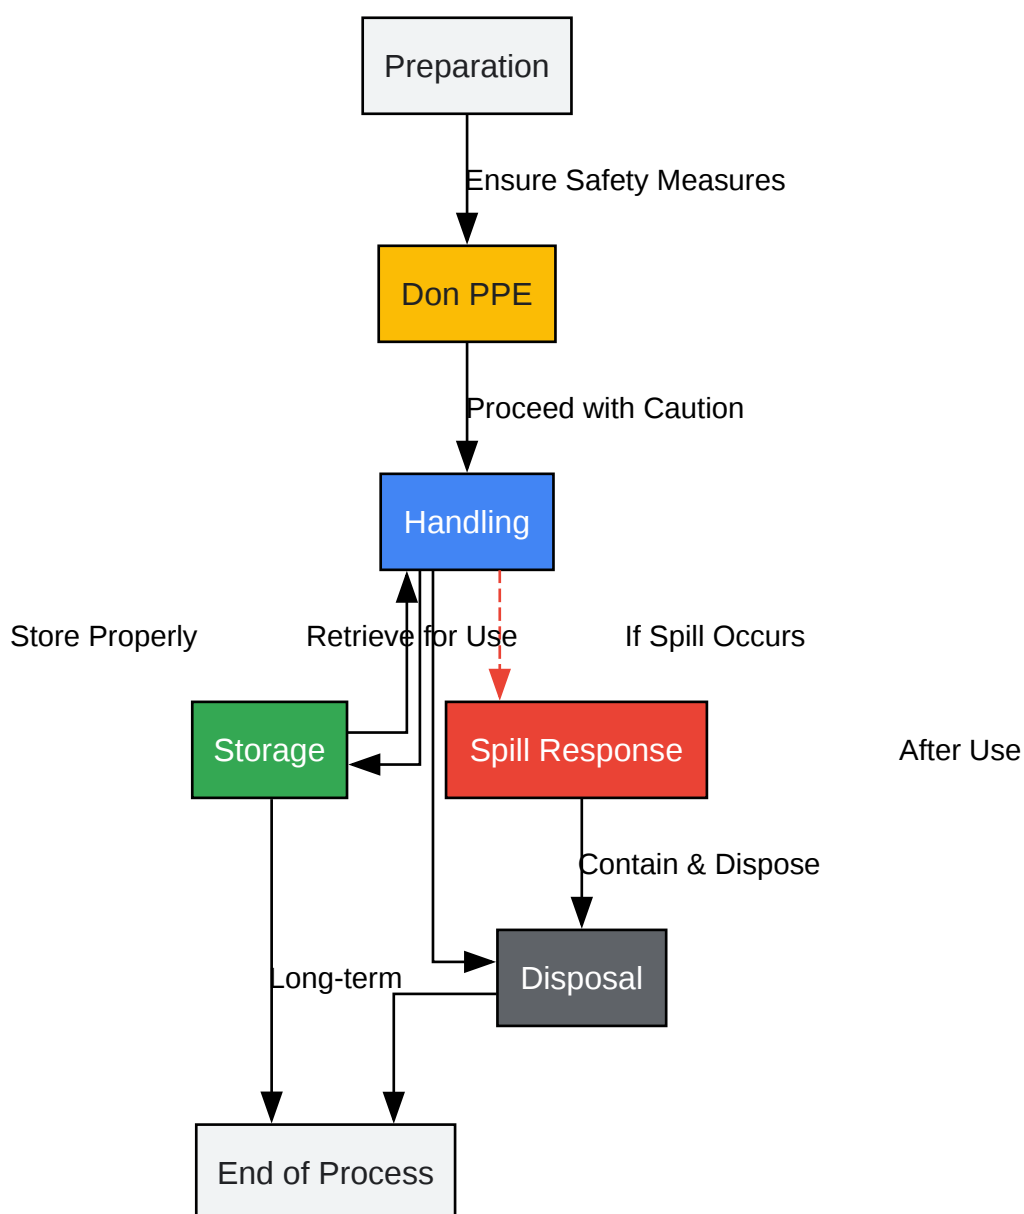 Preparation
Ensure Safety Measures
Don PPE
Proceed with Caution
Handling
Store Properly
Retrieve for Use
If Spill Occurs
Storage
Spill Response
After Use
Contain & Dispose
Long-term
Disposal
End of Process